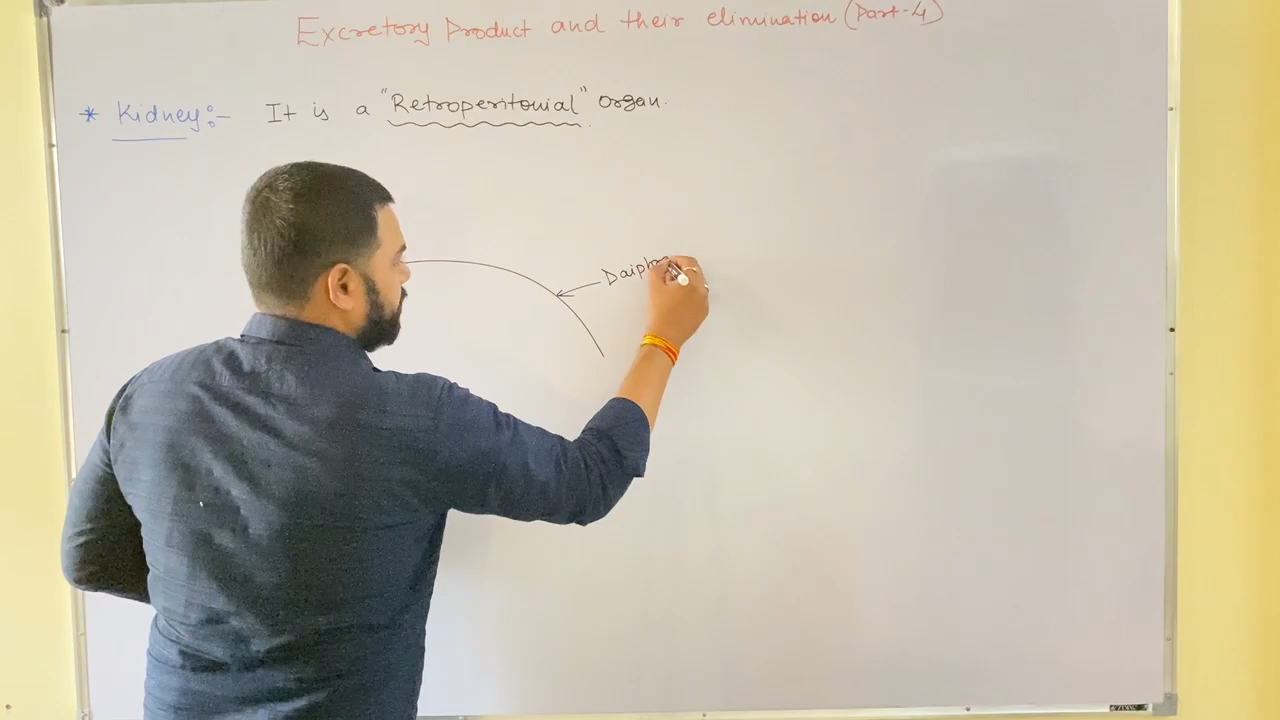 Excretory Product and their elimination (Part-4)
* Kidney:- It is a "Retroperitonial" organ.